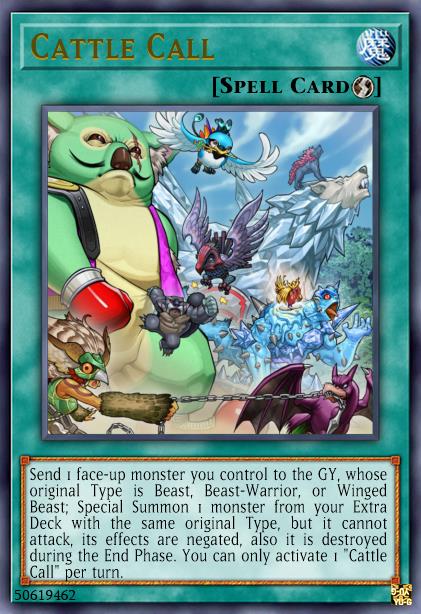 CATTLE CALL
魔
[SPELL CARD]
Send 1 face-up monster you control to the GY, whose
original Type is Beast, Beast-Warrior, or Winged
Beast; Special Summon 1 monster from your Extra
Deck with the same original Type, but it cannot
attack, its effects are negated, also it is destroyed
during the End Phase. You can only activate 1 "Cattle
Call" per turn.
50619462